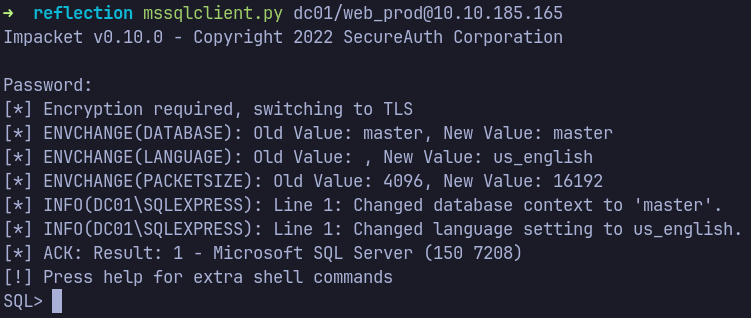 ➜ reflection mssqlclient.py dc01/web_prod@10.10.185.165
Impacket v0.10.0 - Copyright 2022 SecureAuth Corporation
Password:
[*] Encryption required, switching to TLS
[*] ENVCHANGE(DATABASE): Old Value: master, New Value: master
[*] ENVCHANGE(LANGUAGE): Old Value: , New Value: us_english
[*] ENVCHANGE(PACKETSIZE): Old Value: 4096, New Value: 16192
[*] INFO(DC01\SQLEXPRESS): Line 1: Changed database context to 'master'.
[*] INFO(DC01\SQLEXPRESS): Line 1: Changed language setting to us_english.
[*] ACK: Result: 1 - Microsoft SQL Server (150 7208)
[!] Press help for extra shell commands
SQL>